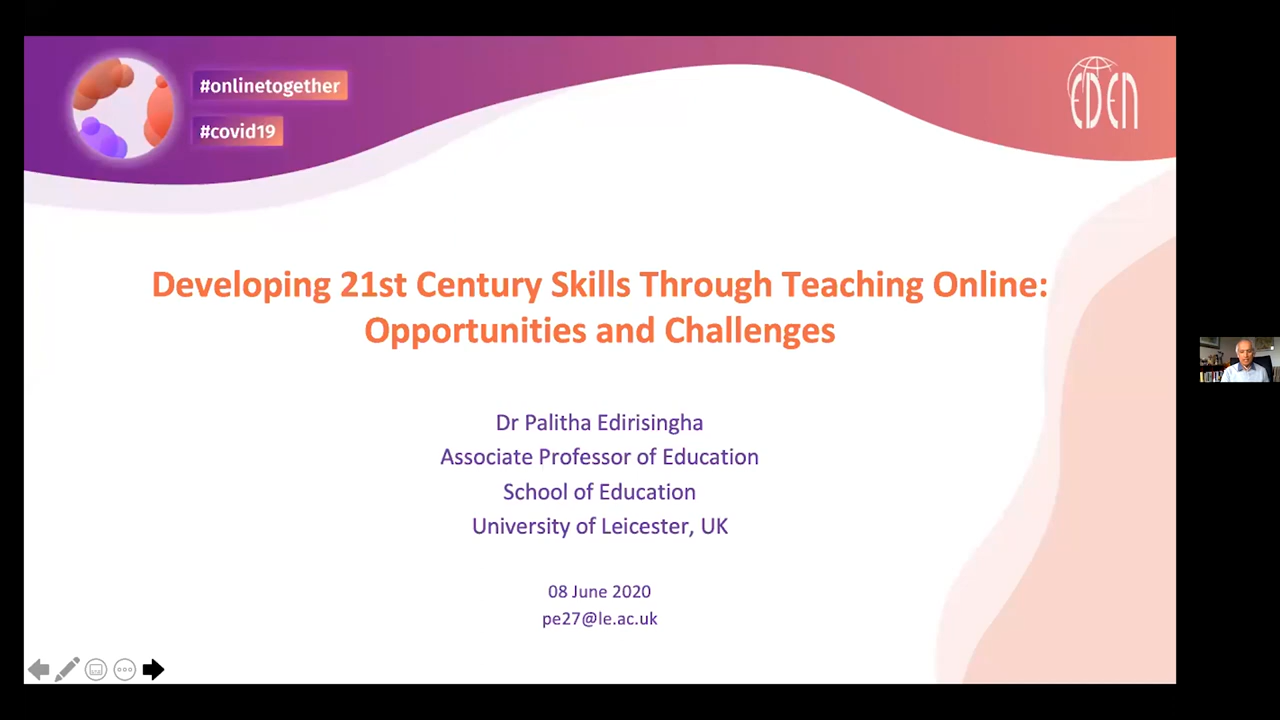 #onlinetogether
#covid19
EDEN
Developing 21st Century Skills Through Teaching Online:
Opportunities and Challenges
Dr Palitha Edirisingha
Associate Professor of Education
School of Education
University of Leicester, UK
08 June 2020
pe27@le.ac.uk